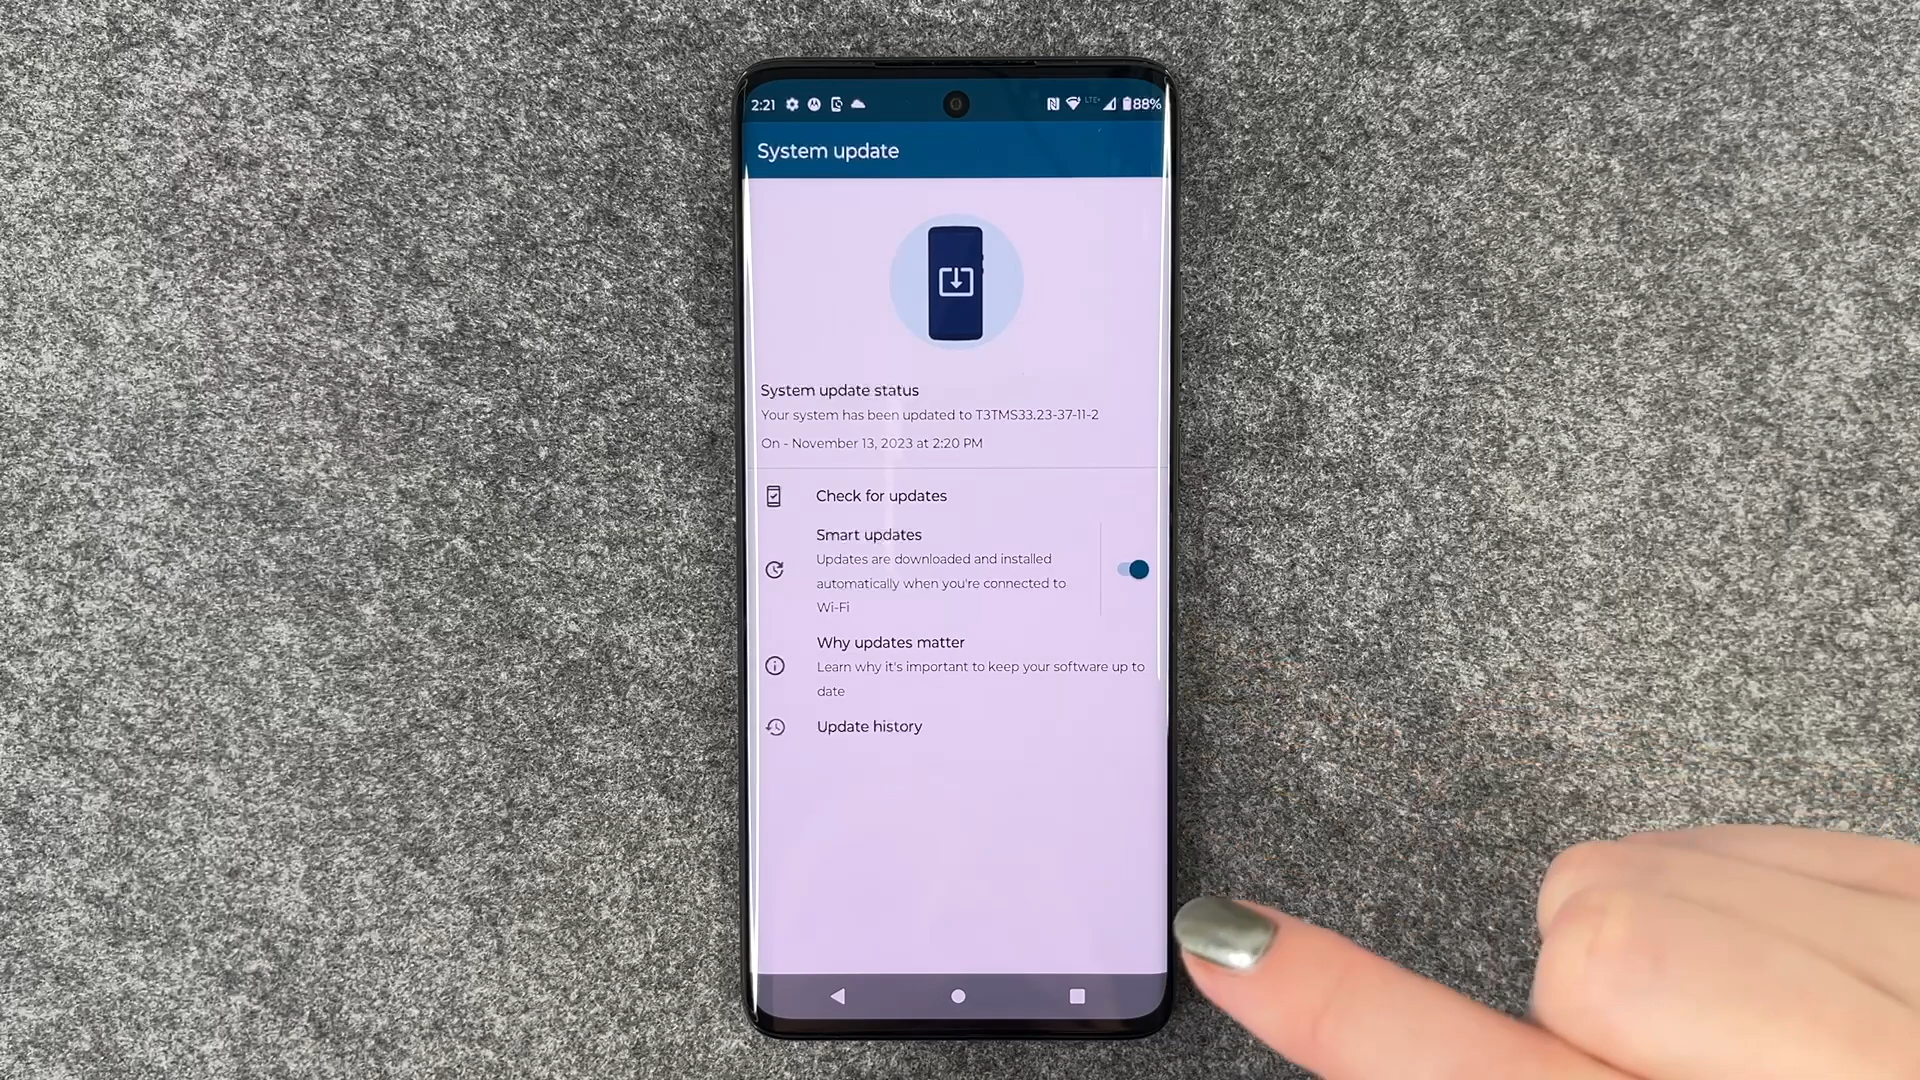 2:21 LTE+ 88%
System update
System update status
Your system has been updated to T3TMS33.23-37-11-2
On - November 13, 2023 at 2:20 PM
Check for updates
Smart updates
Updates are downloaded and installed
automatically when you're connected to
Wi-Fi
Why updates matter
Learn why it's important to keep your software up to
date
Update history